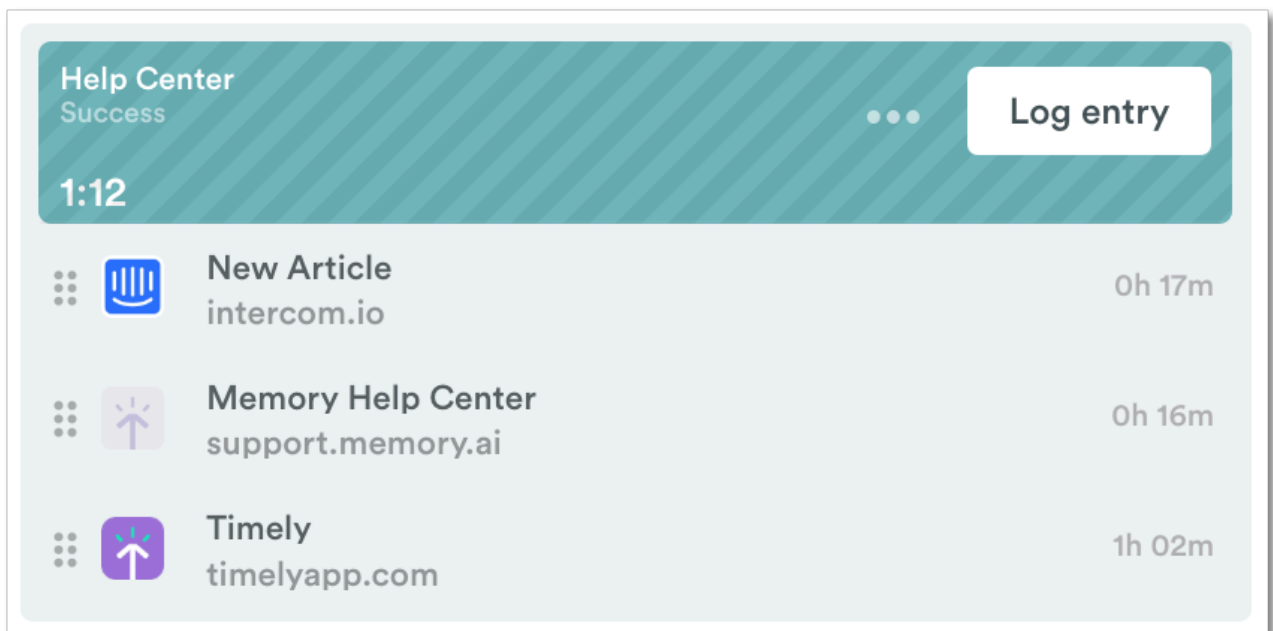 Help Center
Success
Log entry
1:12
New Article
intercom.io
0h 17m
Memory Help Center
support.memory.ai
0h 16m
Timely
timelyapp.com
1h 02m